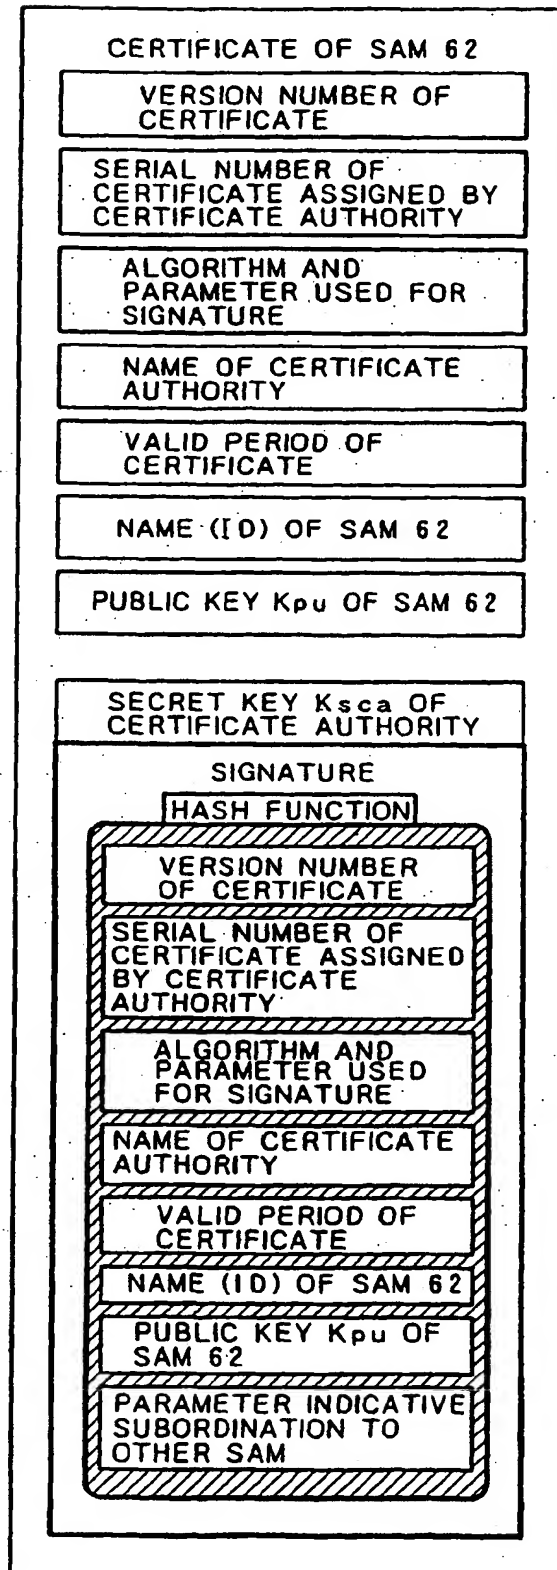 CERTIFICATE OF SAM 62
VERSION NUMBER OF
CERTIFICATE
SERIAL NUMBER OF
CERTIFICATE ASSIGNED BY
CERTIFICATE AUTHORITY
ALGORITHM AND
PARAMETER USED FOR
SIGNATURE
NAME OF CERTIFICATE
AUTHORITY
VALID PERIOD OF
CERTIFICATE
NAME (ID) OF SAM 62
PUBLIC KEY Kpu OF SAM 62
SECRET KEY Ksca OF
CERTIFICATE AUTHORITY
SIGNATURE
HASH FUNCTION
VERSION NUMBER
OF CERTIFICATE
SERIAL NUMBER OF
CERTIFICATE ASSIGNED
BY CERTIFICATE
AUTHORITY
ALGORITHM AND
PARAMETER USED
FOR SIGNATURE
NAME OF CERTIFICATE
AUTHORITY
VALID PERIOD OF
CERTIFICATE
NAME (ID) OF SAM 62
PUBLIC KEY Kpu OF
SAM 62
PARAMETER INDICATIVE
SUBORDINATION TO
OTHER SAM